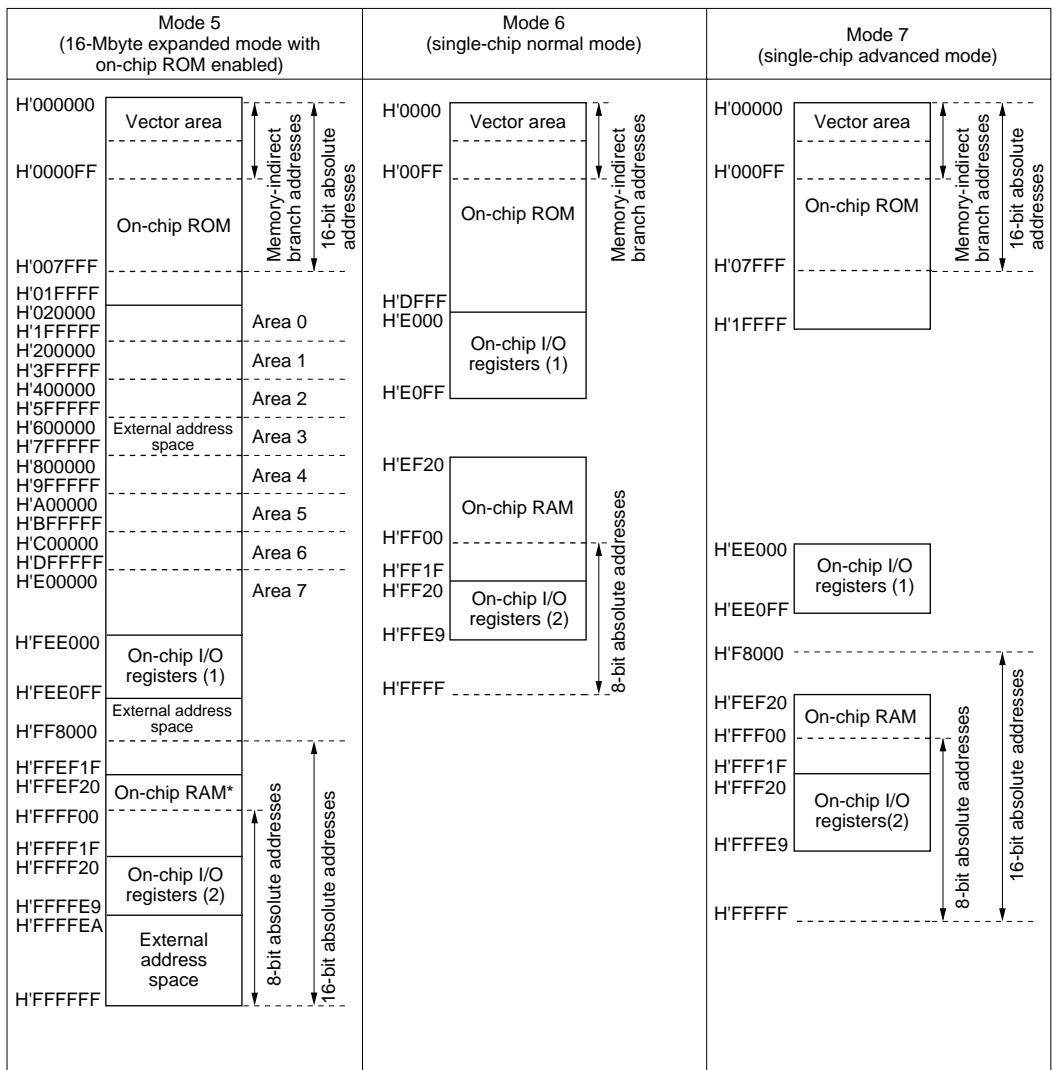 Mode 5
(16-Mbyte expanded mode with
on-chip ROM enabled)
H'000000
Vector area
H'0000FF
On-chip ROM
H'007FFF
H'01FFFF
H'020000
H'1FFFFF
H'200000
H'3FFFFF
H'400000
H'5FFFFF
H'600000
H'7FFFFF
H'800000
H'9FFFFF
H'A00000
H'BFFFFF
H'C00000
H'DFFFFF
H'E00000
External address
space
Area 0
Area 1
Area 2
Area 3
Area 4
Area 5
Area 6
Area 7
H'FEE000
On-chip I/O
registers (1)
H'FEE0FF
External address
space
H'FF8000
H'FFEF1F
H'FFEF20
On-chip RAM*
H'FFFF00
H'FFFF1F
H'FFFF20
On-chip I/O
registers (2)
H'FFFFE9
H'FFFFEA
External
address
space
H'FFFFFF
Memory-indirect
branch addresses
16-bit absolute
addresses
8-bit absolute addresses
16-bit absolute addresses
Mode 6
(single-chip normal mode)
H'0000
Vector area
H'00FF
On-chip ROM
H'DFFF
H'E000
On-chip I/O
registers (1)
H'E0FF
H'EF20
On-chip RAM
H'FF00
H'FF1F
H'FF20
On-chip I/O
registers (2)
H'FFE9
H'FFFF
Memory-indirect
branch addresses
8-bit absolute addresses
Mode 7
(single-chip advanced mode)
H'00000
Vector area
H'000FF
On-chip ROM
H'07FFF
H'1FFFF
H'EE000
On-chip I/O
registers (1)
H'EE0FF
H'F8000
H'FEF20
On-chip RAM
H'FFF00
H'FFF1F
H'FFF20
On-chip I/O
registers(2)
H'FFFE9
H'FFFFF
Memory-indirect
branch addresses
16-bit absolute
addresses
8-bit absolute addresses
16-bit absolute addresses